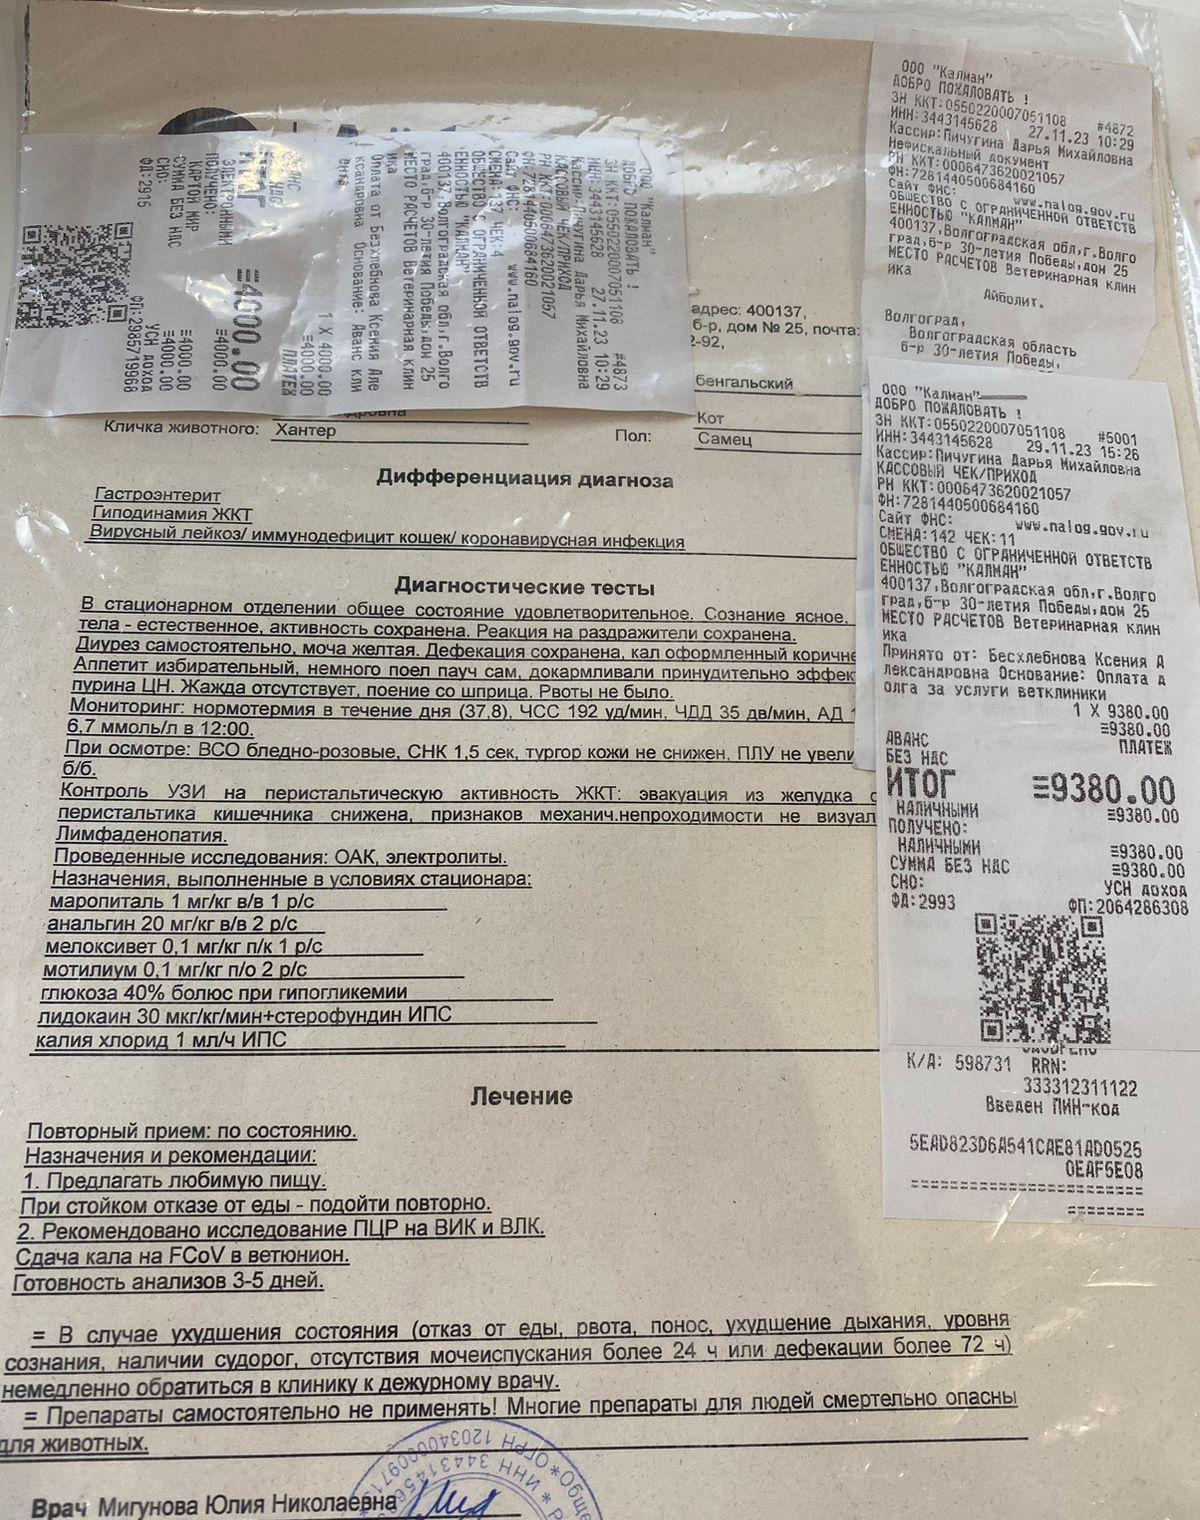 ООО "Калман"
ДОБРО ПОЖАЛОВАТЬ !
ЗН ККТ:0550220007051108 #4872
ИНН:3443145628 27.11.23 10:29
Кассир:Пичугина Дарья Михайловна
Нефискальный документ
РН ККТ:0006473620021057
ФН:7281440500684160
Сайт ФНС: www.nalog.gov.ru
ОБЩЕСТВО С ОГРАНИЧЕННОЙ ОТВЕТСТВ
ЕННОСТЬЮ "КАЛМАН"
400137,Волгоградская обл,г.Волго
град,б-р 30-летия Победы,дом 25
МЕСТО РАСЧЕТОВ Ветеринарная клин
ика
Айболит.
Волгоград,
Волгоградская область
б-р 30-летия Победы,
ООО "Калман"
ДОБРО ПОЖАЛОВАТЬ !
ЗН ККТ:0550220007051108 #4873
ИНН:3443145628 27.11.23 10:29
Кассир:Пичугина Дарья Михайловна
КАССОВЫЙ ЧЕК/ПРИХОД
РН ККТ:0006473620021057
ФН:7281440500684160
Сайт ФНС: www.nalog.gov.ru
СМЕНА:137 ЧЕК:4
ОБЩЕСТВО С ОГРАНИЧЕННОЙ ОТВЕТСТВ
ЕННОСТЬЮ "КАЛМАН"
400137,Волгоградская обл,г.Волго
град,б-р 30-летия Победы,дом 25
МЕСТО РАСЧЕТОВ Ветеринарная клин
ика
Оплата от Безхлебнова Ксения Але
ксандровна Основание: Аванс кли
ента
1 X 4000.00
≡4000.00
ПЛАТЕЖ
≡4000.00
ЭЛЕКТРОННЫМИ ≡4000.00
ПОЛУЧЕНО:
КАРТОЙ МИР ≡4000.00
СУММА БЕЗ НДС ≡4000.00
СНО: УСН ДОХОД
ФД:2915 ФП:2985719966
адрес: 400137,
б-р, дом № 25, почта:
2-92,
бенгальский
Кот
Кличка животного: Хантер Пол: Самец
Дифференциация диагноза
Гастроэнтерит
Гиподинамия ЖКТ
Вирусный лейкоз/ иммунодефицит кошек/ коронавирусная инфекция
Диагностические тесты
В стационарном отделении общее состояние удовлетворительное. Сознание ясное,
тела - естественное, активность сохранена. Реакция на раздражители сохранена.
Диурез самостоятельно, моча желтая. Дефекация сохранена, кал оформленный
Аппетит избирательный, немного поел пауч сам, докармливали принудительно
пурина ЦН. Жажда отсутствует, поение со шприца. Рвоты не было.
Мониторинг: нормотермия в течение дня (37,8), ЧСС 192 уд/мин, ЧДД 35 дв/мин, АД
6,7 ммоль/л в 12:00.
При осмотре: ВСО бледно-розовые, СНК 1,5 сек, тургор кожи не снижен, ПЛУ не
б/б.
Контроль УЗИ на перистальтическую активность ЖКТ: эвакуация из желудка
перистальтика кишечника снижена, признаков механич.непроходимости не
Лимфаденопатия.
Проведенные исследования: ОАК, электролиты.
Назначения, выполненные в условиях стационара:
маропиталь 1 мг/кг в/в 1 р/с
анальгин 20 мг/кг в/в 2 р/с
мелоксивет 0,1 мг/кг п/к 1 р/с
мотилиум 0,1 мг/кг п/о 2 р/с
глюкоза 40% болюс при гипогликемии
лидокаин 30 мкг/кг/мин+стерофундин ИПС
калия хлорид 1 мл/ч ИПС
ООО "Калман"
ДОБРО ПОЖАЛОВАТЬ !
ЗН ККТ:0550220007051108 #5001
ИНН:3443145628 29.11.23 15:26
Кассир:Пичугина Дарья Михайловна
КАССОВЫЙ ЧЕК/ПРИХОД
РН ККТ:0006473620021057
ФН:7281440500684160
Сайт ФНС: www.nalog.gov.ru
СМЕНА:142 ЧЕК:11
ОБЩЕСТВО С ОГРАНИЧЕННОЙ ОТВЕТСТВ
ЕННОСТЬЮ "КАЛМАН"
400137,Волгоградская обл,г.Волго
град,б-р 30-летия Победы,дом 25
МЕСТО РАСЧЕТОВ Ветеринарная клин
ика
Принято от: Бесхлебнова Ксения А
лександровна Основание: Оплата д
олга за услуги ветклиники
1 X 9380.00
≡9380.00
АВАНС ПЛАТЕЖ
БЕЗ НДС
ИТОГ ≡9380.00
НАЛИЧНЫМИ ≡9380.00
ПОЛУЧЕНО:
НАЛИЧНЫМИ ≡9380.00
СУММА БЕЗ НДС ≡9380.00
СНО: УСН ДОХОД
ФД:2993 ФП:2064286308
К/А: 598731 RRN:
333312311122
Введен ПИН-код
5EAD823D6A541CAE81AD0525
0EAF5E08
Лечение
Повторный прием: по состоянию.
Назначения и рекомендации:
1. Предлагать любимую пищу.
При стойком отказе от еды - подойти повторно.
2. Рекомендовано исследование ПЦР на ВИК и ВЛК.
Сдача кала на FCoV в ветюнион.
Готовность анализов 3-5 дней.
= В случае ухудшения состояния (отказ от еды, рвота, понос, ухудшение дыхания, уровня
сознания, наличии судорог, отсутствия мочеиспускания более 24 ч или дефекации более 72 ч)
немедленно обратиться в клинику к дежурному врачу.
= Препараты самостоятельно не применять! Многие препараты для людей смертельно опасны
для животных.
Врач Мигунова Юлия Николаевна